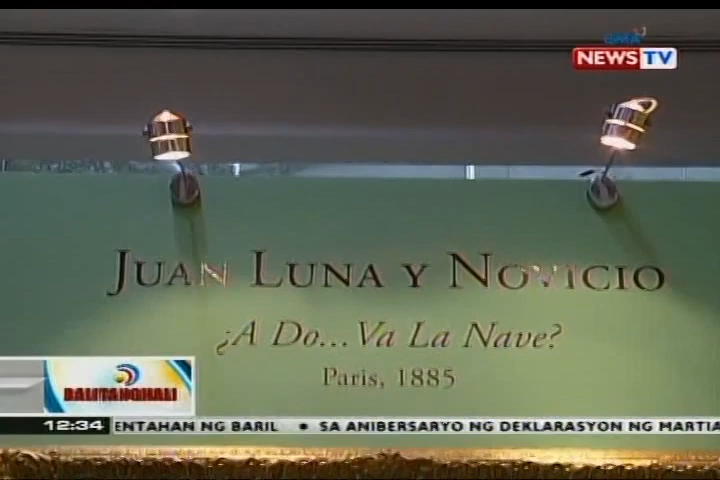 GMA
NEWS TV
JUAN LUNA Y NOVICIO
¿A Do... Va La Nave?
Paris, 1885
BALITANGHALI
12:34
ENTAHAN NG BARIL • SA ANIBERSARYO NG DEKLARASYON NG MARTIA